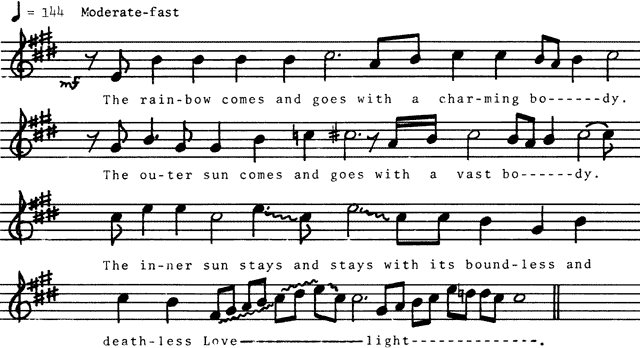 ♩ = 144 Moderate-fast
mf
The rain-bow comes and goes with a char-ming bo------dy.
The ou-ter sun comes and goes with a vast bo------dy.
The in-ner sun stays and stays with its bound-less and
death-less Love----------------light-------------.